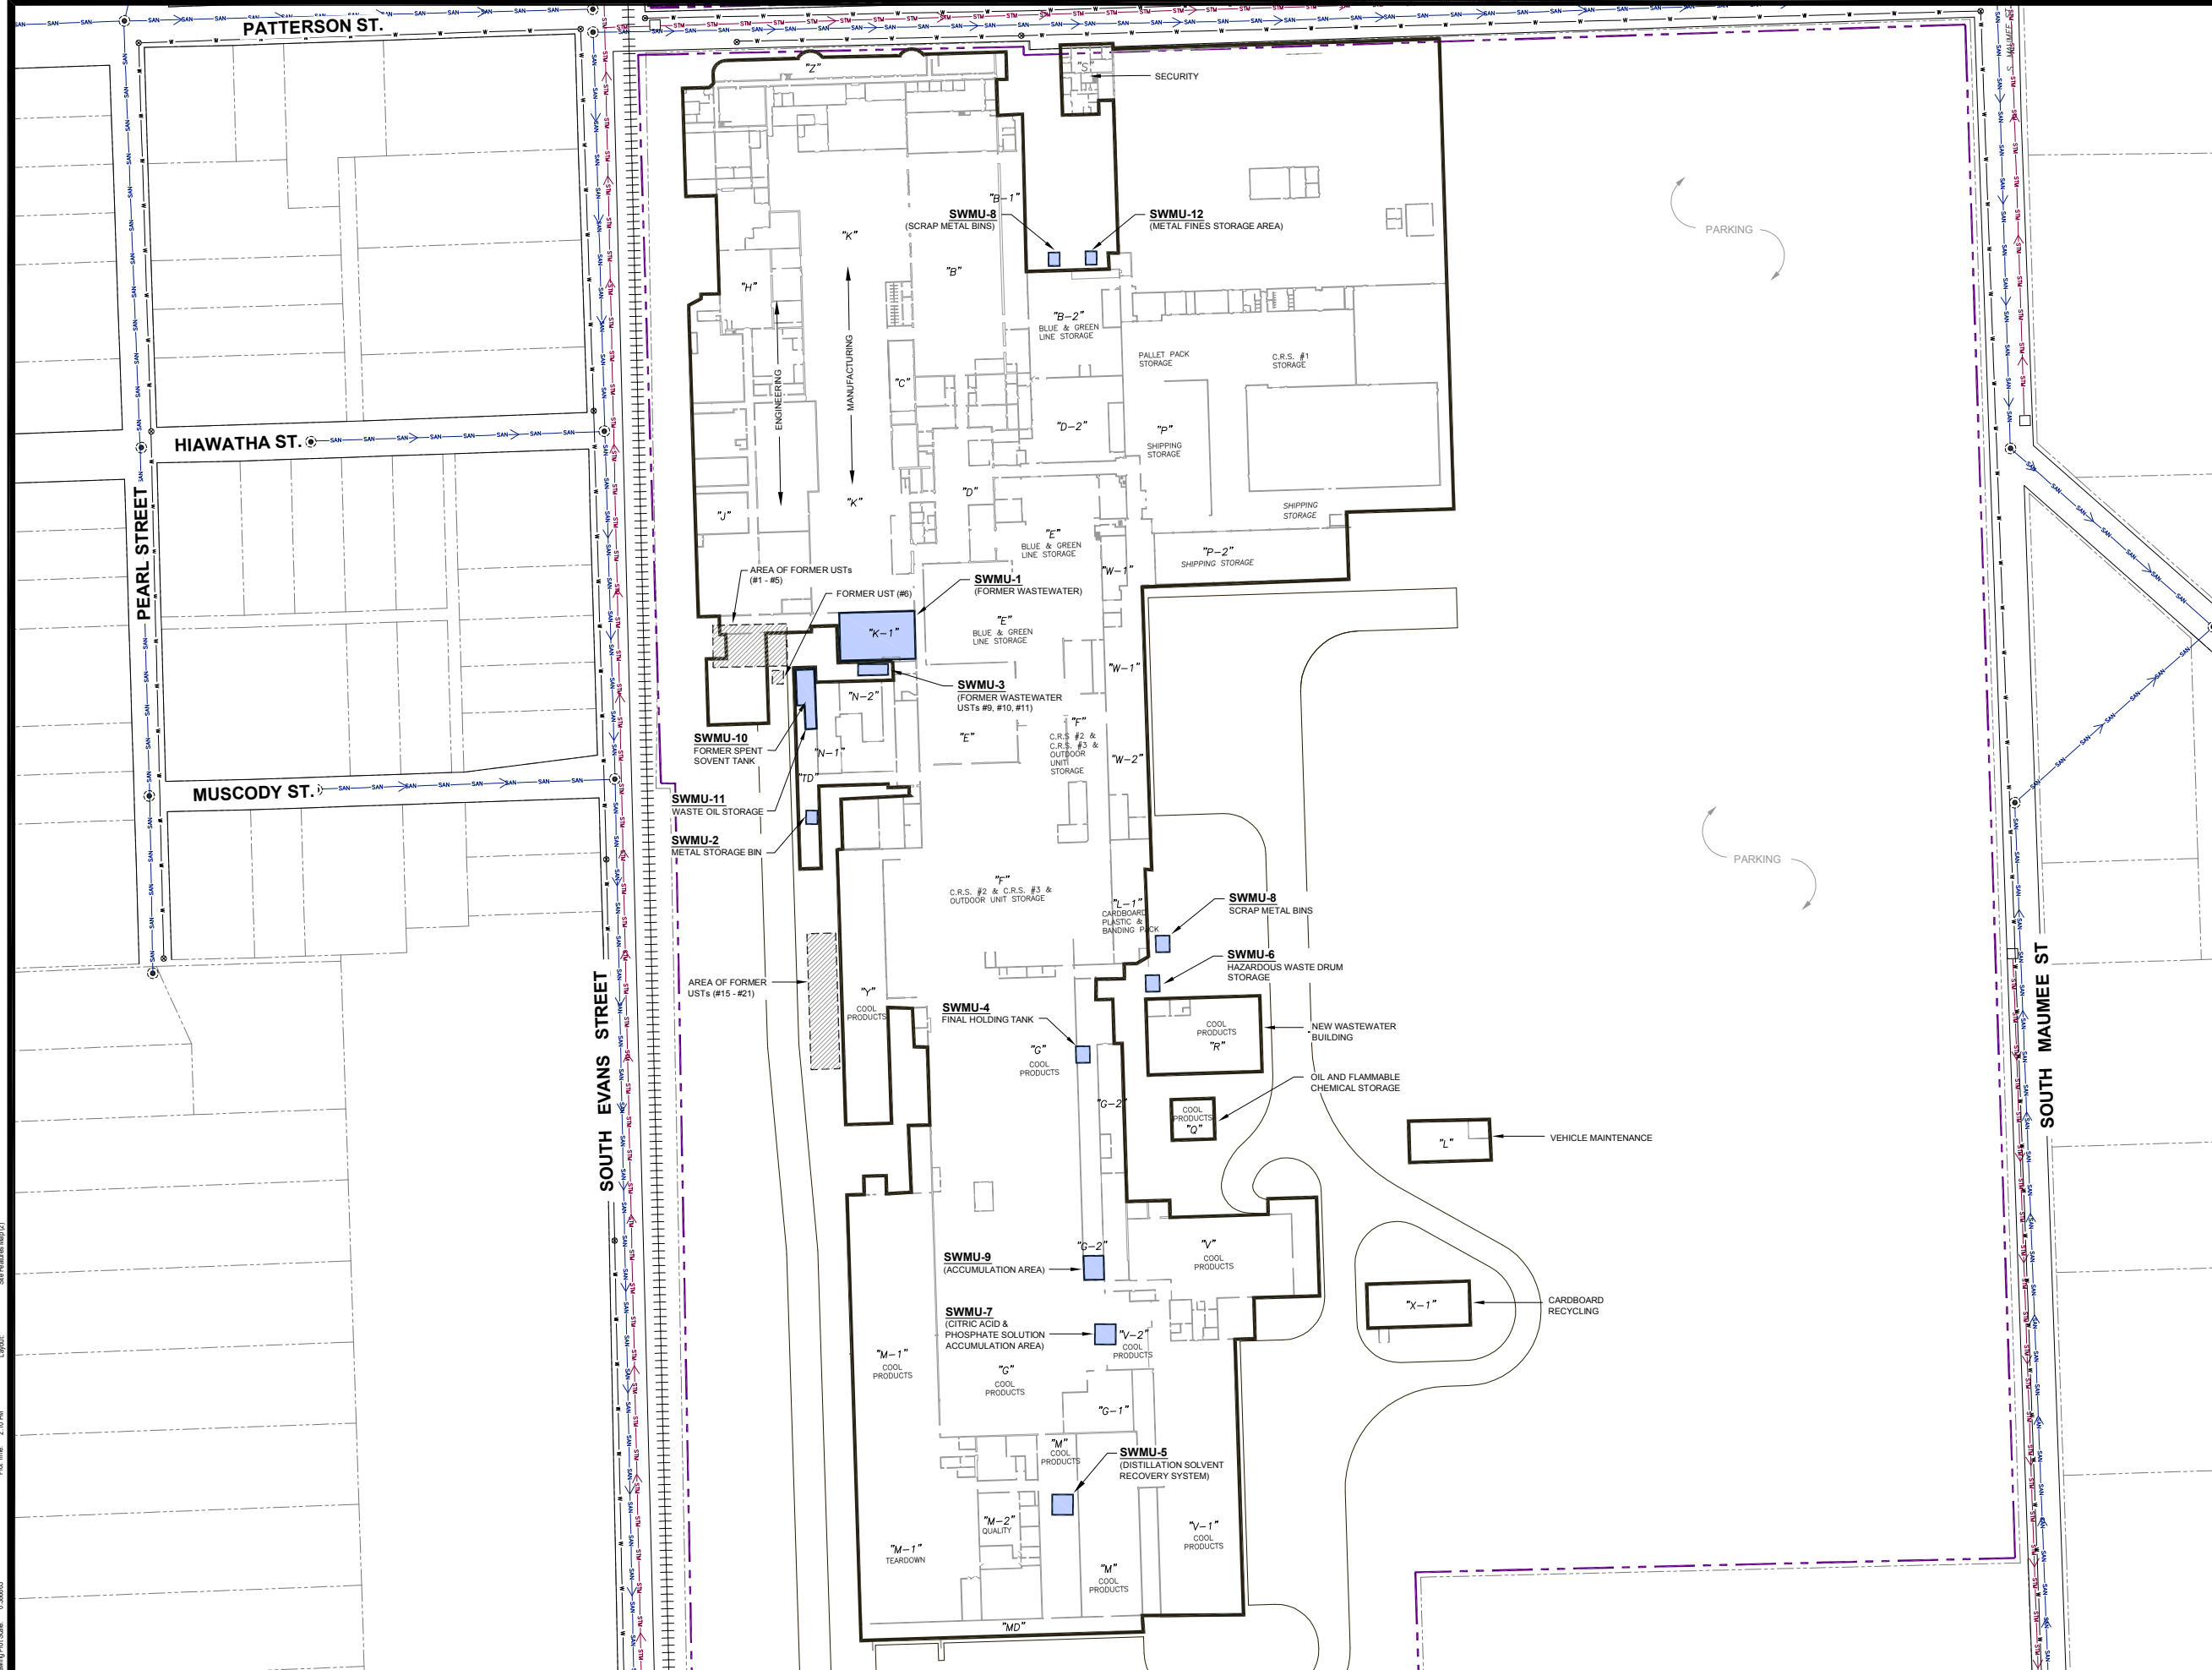 PATTERSON ST.
"Z"
"S"
SECURITY
S. MAUMEE ST
"B-1"
SWMU-8
(SCRAP METAL BINS)
SWMU-12
(METAL FINES STORAGE AREA)
PARKING
"K"
"B"
"H"
"B-2"
BLUE & GREEN
LINE STORAGE
PALLET PACK
STORAGE
C.R.S. #1
STORAGE
ENGINEERING
MANUFACTURING
"C"
"D-2"
"P"
SHIPPING
STORAGE
HIAWATHA ST.
PEARL STREET
"D"
"K"
"J"
SHIPPING
STORAGE
"E"
BLUE & GREEN
LINE STORAGE
"P-2"
SHIPPING STORAGE
"W-1"
AREA OF FORMER USTs
(#1 - #5)
FORMER UST (#6)
SWMU-1
(FORMER WASTEWATER)
"K-1"
"E"
BLUE & GREEN
LINE STORAGE
"W-1"
SWMU-3
(FORMER WASTEWATER
USTs #9, #10, #11)
"N-2"
SWMU-10
FORMER SPENT
SOVENT TANK
"N-1"
"E"
"F"
C.R.S #2 &
C.R.S. #3 &
OUTDOOR
UNIT
STORAGE
"W-2"
"TD"
MUSCODY ST.
SWMU-11
WASTE OIL STORAGE
SWMU-2
METAL STORAGE BIN
PARKING
"F"
C.R.S. #2 & C.R.S. #3 &
OUTDOOR UNIT STORAGE
"L-1"
CARDBOARD
PLASTIC &
BANDING PACK
SWMU-8
SCRAP METAL BINS
SWMU-6
HAZARDOUS WASTE DRUM
STORAGE
SOUTH EVANS STREET
SOUTH MAUMEE ST
AREA OF FORMER
USTs (#15 - #21)
"Y"
COOL
PRODUCTS
SWMU-4
FINAL HOLDING TANK
"G"
COOL
PRODUCTS
COOL
PRODUCTS
"R"
NEW WASTEWATER
BUILDING
OIL AND FLAMMABLE
CHEMICAL STORAGE
"G-2"
COOL
PRODUCTS
"Q"
"L"
VEHICLE MAINTENANCE
"G-2"
"V"
COOL
PRODUCTS
SWMU-9
(ACCUMULATION AREA)
"X-1"
CARDBOARD
RECYCLING
SWMU-7
(CITRIC ACID &
PHOSPHATE SOLUTION
ACCUMULATION AREA)
"V-2"
COOL
PRODUCTS
"M-1"
COOL
PRODUCTS
"G"
COOL
PRODUCTS
"G-1"
"M"
COOL
PRODUCTS
SWMU-5
(DISTILLATION SOLVENT
RECOVERY SYSTEM)
"M-2"
QUALITY
"V-1"
COOL
PRODUCTS
"M-1"
TEARDOWN
"M"
COOL
PRODUCTS
"MD"